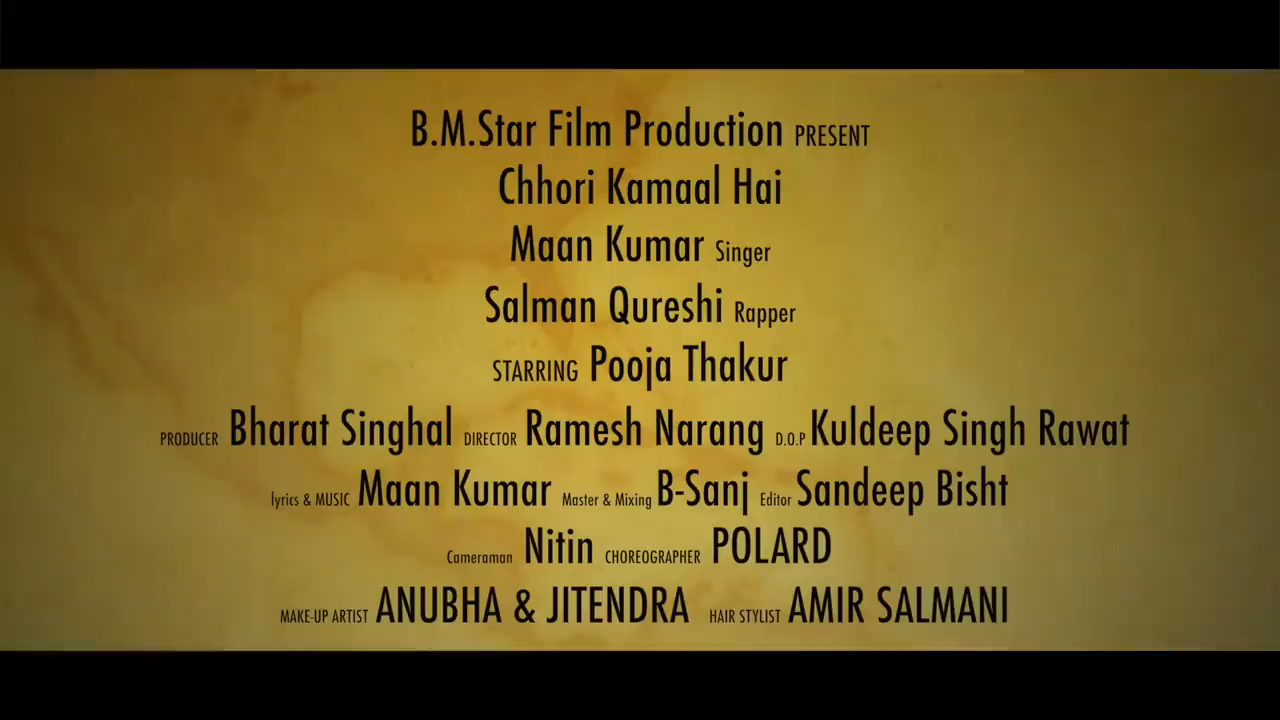 B.M.Star Film Production PRESENT
Chhori Kamaal Hai
Maan Kumar Singer
Salman Qureshi Rapper
STARRING Pooja Thakur
PRODUCER Bharat Singhal DIRECTOR Ramesh Narang D.O.P Kuldeep Singh Rawat
lyrics & MUSIC Maan Kumar Master & Mixing B-Sanj Editor Sandeep Bisht
Cameraman Nitin CHOREOGRAPHER POLARD
MAKE-UP ARTIST ANUBHA & JITENDRA HAIR STYLIST AMIR SALMANI